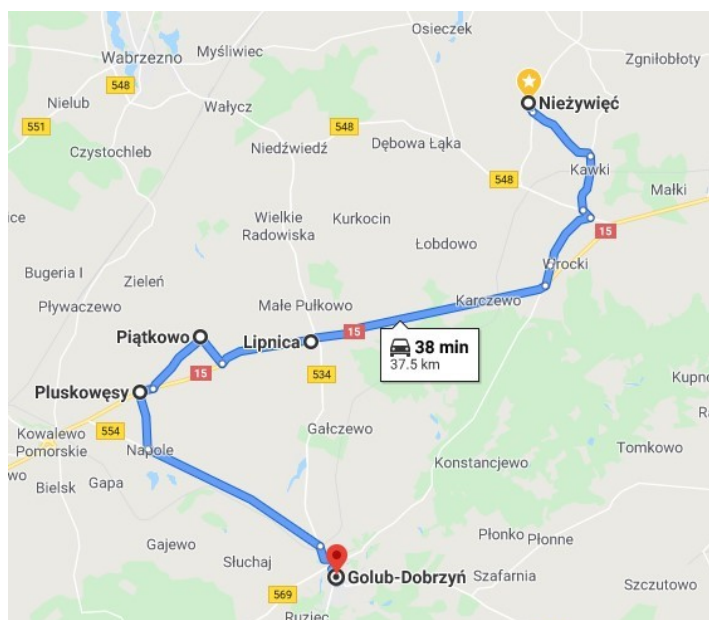 Osieczek
Myśliwiec
Wabrzezno
Zgniłobłoty
548
Nielub
Wałycz
Nieżywięć
551
548
Dębowa Łąka
Czystochleb
Niedźwiedź
Kawki
548
Małki
ice
Wielkie
Radowiska
Kurkocin
15
Łobdowo
Wrocki
Bugeria I
Zieleń
Pływaczewo
Małe Pułkowo
Karczewo
Piątkowo
Lipnica
15
38 min
37.5 km
15
534
Kupno
Pluskowęsy
Kowalewo
Pomorskie
554
Gałczewo
Napole
Tomkowo
wo
Bielsk
Gapa
Konstancjewo
Płonko
Płonne
Gajewo
Słuchaj
Golub-Dobrzyń
Szafarnia
Szczutowo
569
Ruziec